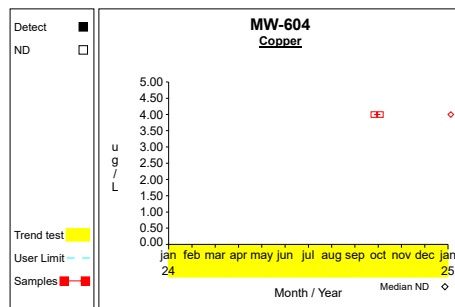 Detect
ND
Trend test
User Limit
Samples
MW-604
Copper
ug/L
5.00
4.50
4.00
3.50
3.00
2.50
2.00
1.50
1.00
0.50
0.00
jan feb mar apr may jun jul aug sep oct nov dec jan
24 25
Month / Year
Median ND